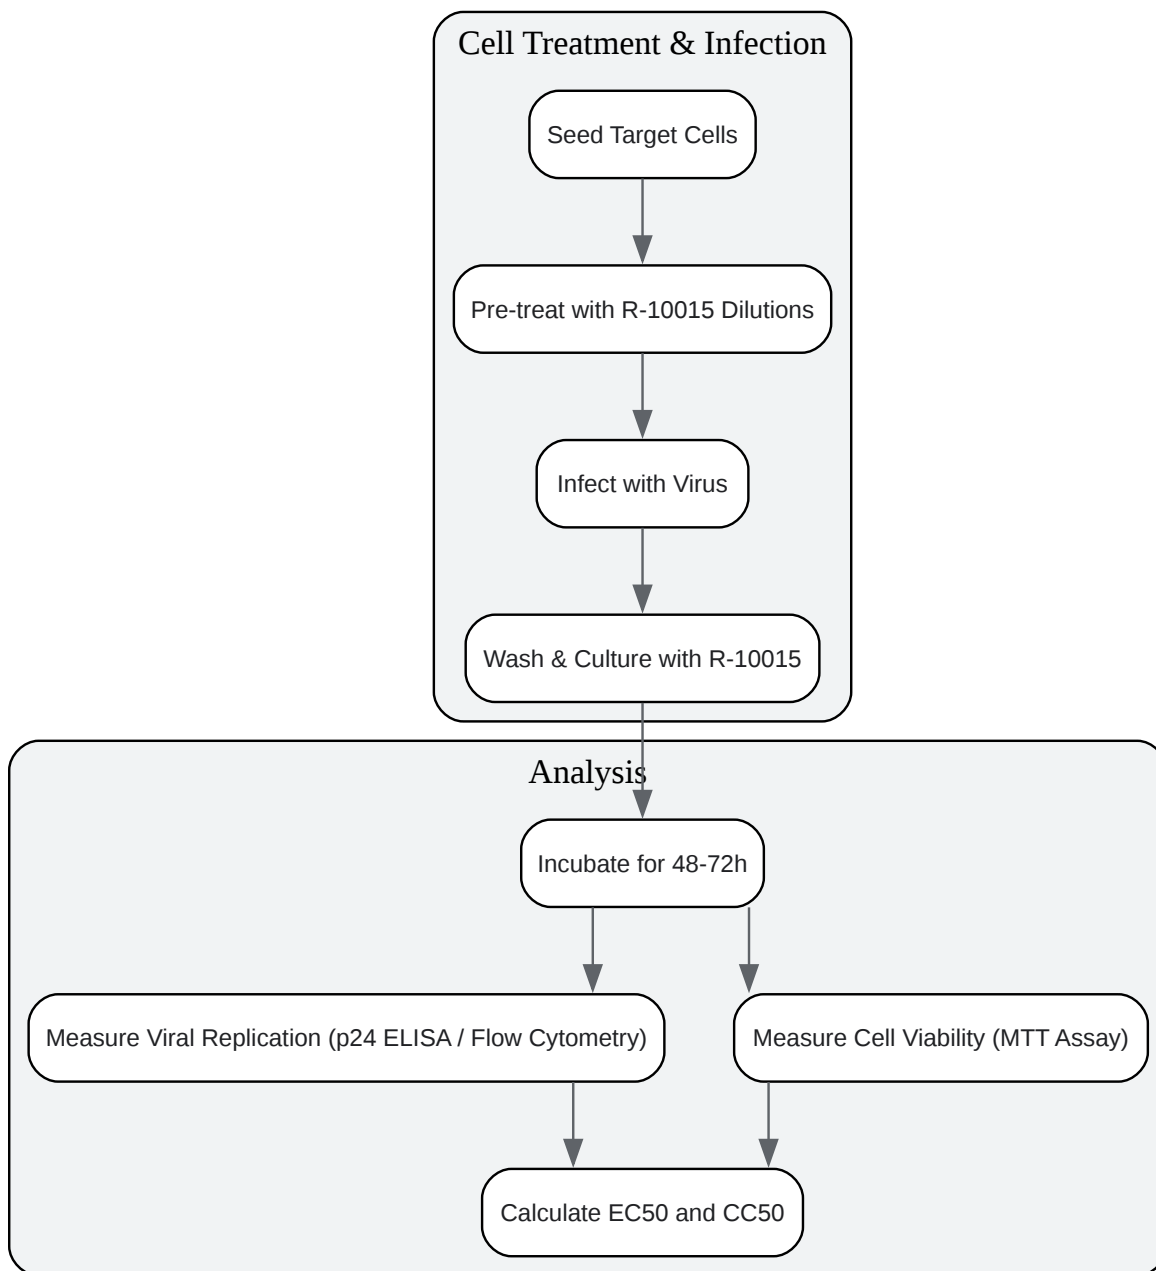 Cell Treatment & Infection
Seed Target Cells
Pre-treat with R-10015 Dilutions
Infect with Virus
Wash & Culture with R-10015
Analysis
Incubate for 48-72h
Measure Viral Replication (p24 ELISA / Flow Cytometry)
Measure Cell Viability (MTT Assay)
Calculate EC50 and CC50